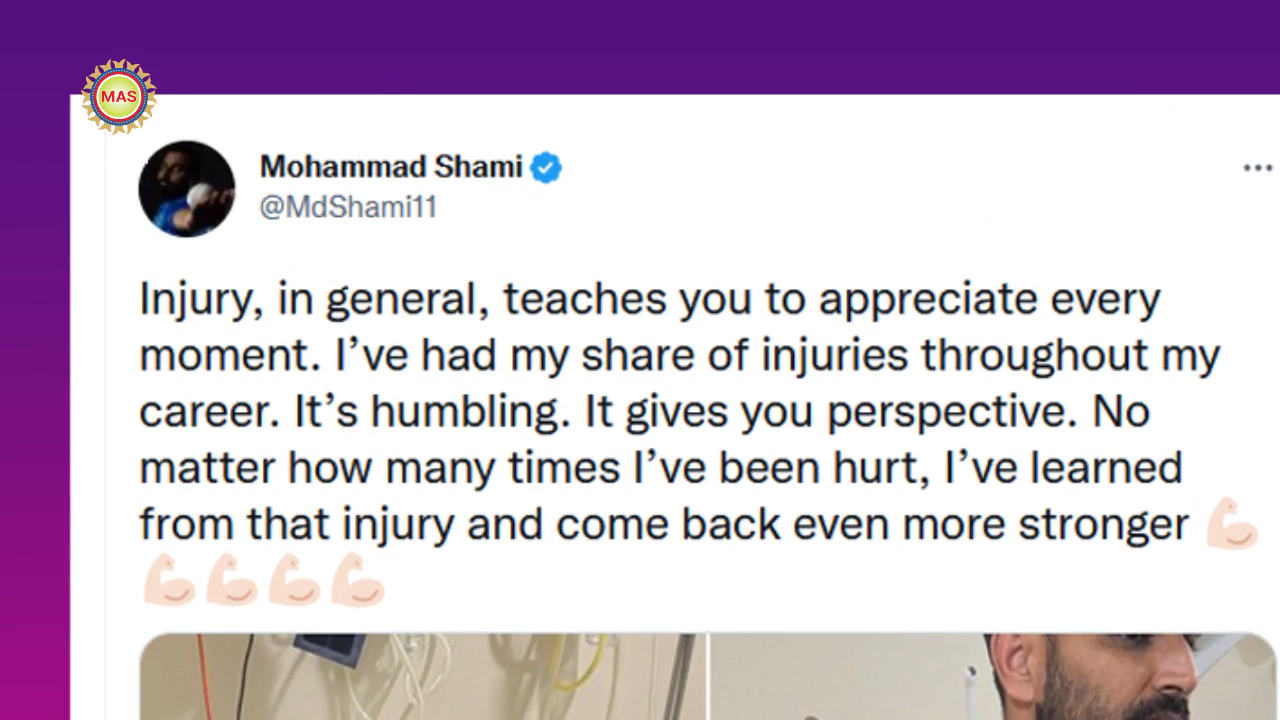 MAS
Mohammad Shami
@MdShami11
Injury, in general, teaches you to appreciate every
moment. I’ve had my share of injuries throughout my
career. It’s humbling. It gives you perspective. No
matter how many times I’ve been hurt, I’ve learned
from that injury and come back even more stronger 💪🏻
💪🏻💪🏻💪🏻💪🏻